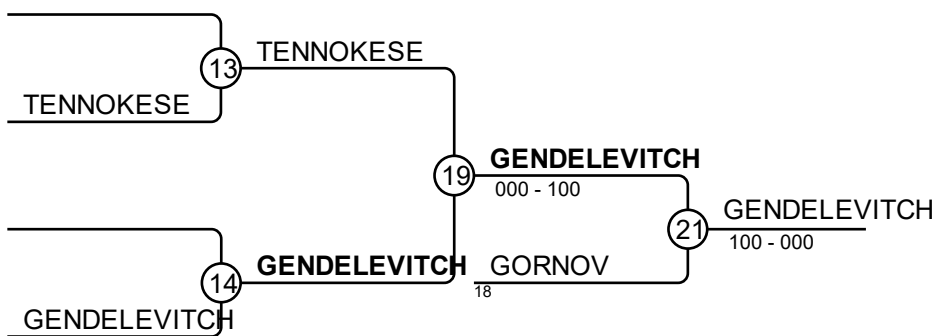 13
TENNOKESE
TENNOKESE
19
GENDELEVITCH
000 - 100
21
GENDELEVITCH
100 - 000
14
GENDELEVITCH
GORNOV
18
GENDELEVITCH